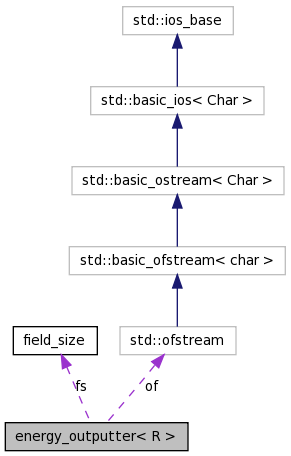 std::ios_base
std::basic_ios< Char >
std::basic_ostream< Char >
std::basic_ofstream< char >
field_size
std::ofstream
fs
of
energy_outputter< R >